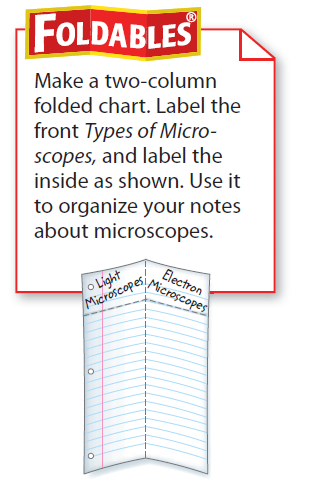 FOLDABLES®
Make a two-column
folded chart. Label the
front Types of Micro-
scopes, and label the
inside as shown. Use it
to organize your notes
about microscopes.
Light
Microscopes
Electron
Microscopes